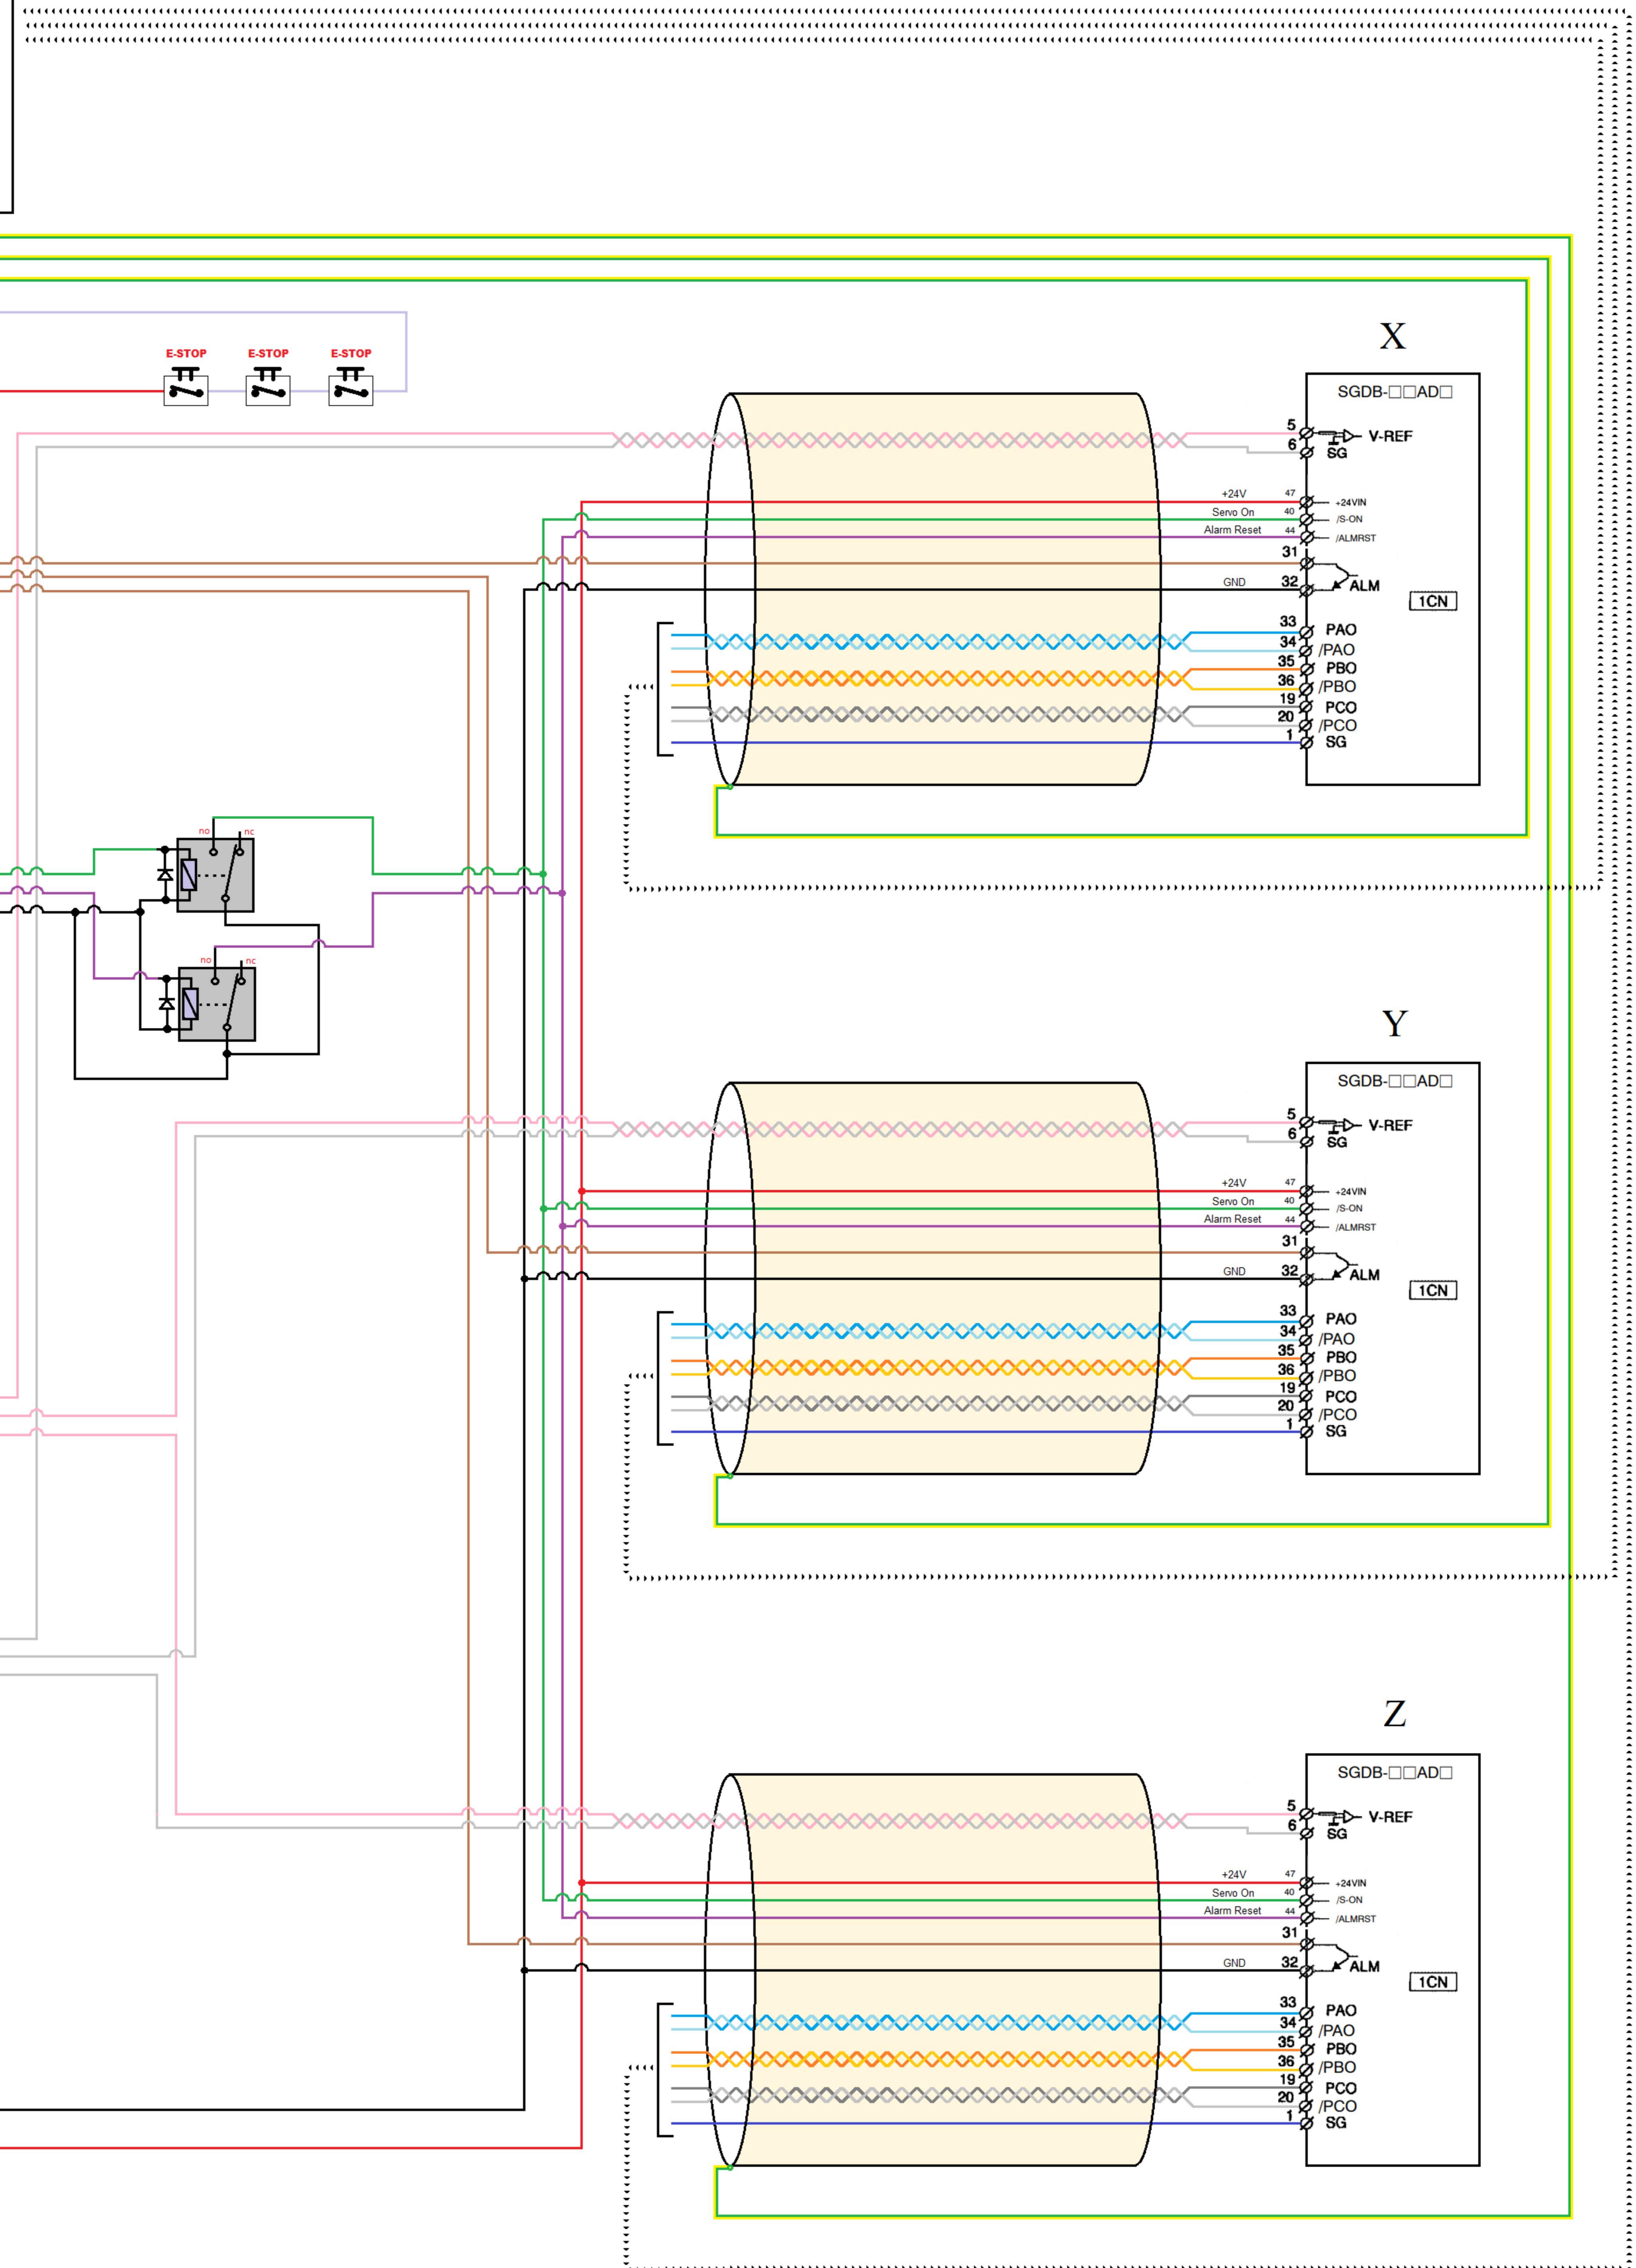 X
E-STOP E-STOP E-STOP
SGDB-□□AD□
5 V-REF
6 SG
+24V 47 +24VIN
Servo On 40 /S-ON
Alarm Reset 44 /ALMRST
31
GND 32 ALM
1CN
33 PAO
34 /PAO
35 PBO
36 /PBO
19 PCO
20 /PCO
1 SG
no nc
no nc
Y
SGDB-□□AD□
5 V-REF
6 SG
+24V 47 +24VIN
Servo On 40 /S-ON
Alarm Reset 44 /ALMRST
31
GND 32 ALM
1CN
33 PAO
34 /PAO
35 PBO
36 /PBO
19 PCO
20 /PCO
1 SG
Z
SGDB-□□AD□
5 V-REF
6 SG
+24V 47 +24VIN
Servo On 40 /S-ON
Alarm Reset 44 /ALMRST
31
GND 32 ALM
1CN
33 PAO
34 /PAO
35 PBO
36 /PBO
19 PCO
20 /PCO
1 SG